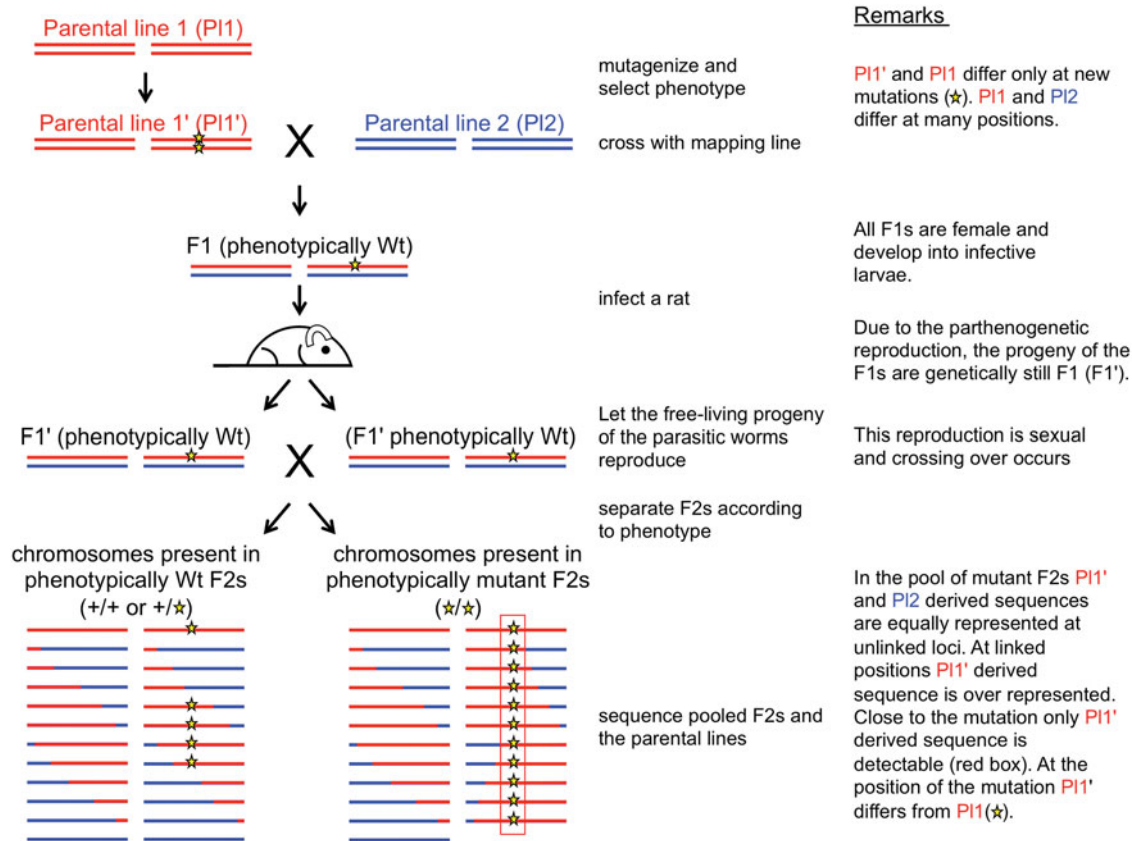 Parental line 1 (Pl1)
Parental line 1' (Pl1')
X
Parental line 2 (Pl2)
F1 (phenotypically Wt)
F1' (phenotypically Wt)
X
(F1' phenotypically Wt)
chromosomes present in
phenotypically Wt F2s
(+/+ or +/☆)
chromosomes present in
phenotypically mutant F2s
(☆/☆)
mutagenize and
select phenotype
cross with mapping line
infect a rat
Let the free-living progeny
of the parasitic worms
reproduce
separate F2s according
to phenotype
sequence pooled F2s and
the parental lines
Remarks
Pl1' and Pl1 differ only at new
mutations (☆). Pl1 and Pl2
differ at many positions.
All F1s are female and
develop into infective
larvae.
Due to the parthenogenetic
reproduction, the progeny of the
F1s are genetically still F1 (F1').
This reproduction is sexual
and crossing over occurs
In the pool of mutant F2s Pl1'
and Pl2 derived sequences
are equally represented at
unlinked loci. At linked
positions Pl1' derived
sequence is over represented.
Close to the mutation only Pl1'
derived sequence is
detectable (red box). At the
position of the mutation Pl1'
differs from Pl1(☆).